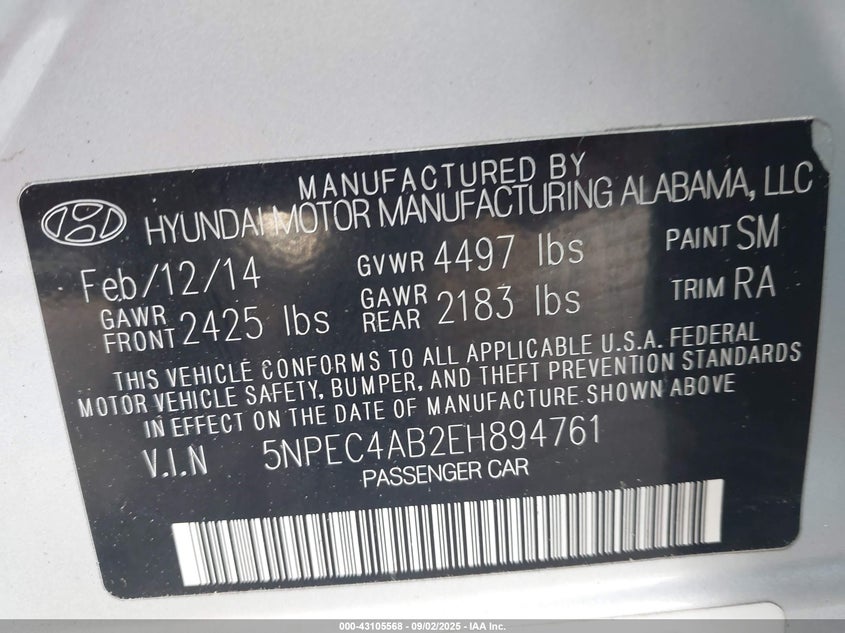 MANUFACTURED BY
HYUNDAI MOTOR MANUFACTURING ALABAMA, LLC
Feb/12/14 GVWR 4497 lbs PAINT SM
GAWR FRONT 2425 lbs GAWR REAR 2183 lbs TRIM RA
THIS VEHICLE CONFORMS TO ALL APPLICABLE U.S.A. FEDERAL
MOTOR VEHICLE SAFETY, BUMPER, AND THEFT PREVENTION STANDARDS
IN EFFECT ON THE DATE OF MANUFACTURE SHOWN ABOVE
V.I.N 5NPEC4AB2EH894761
PASSENGER CAR
000-43105568 - 09/02/2025 - IAA Inc.